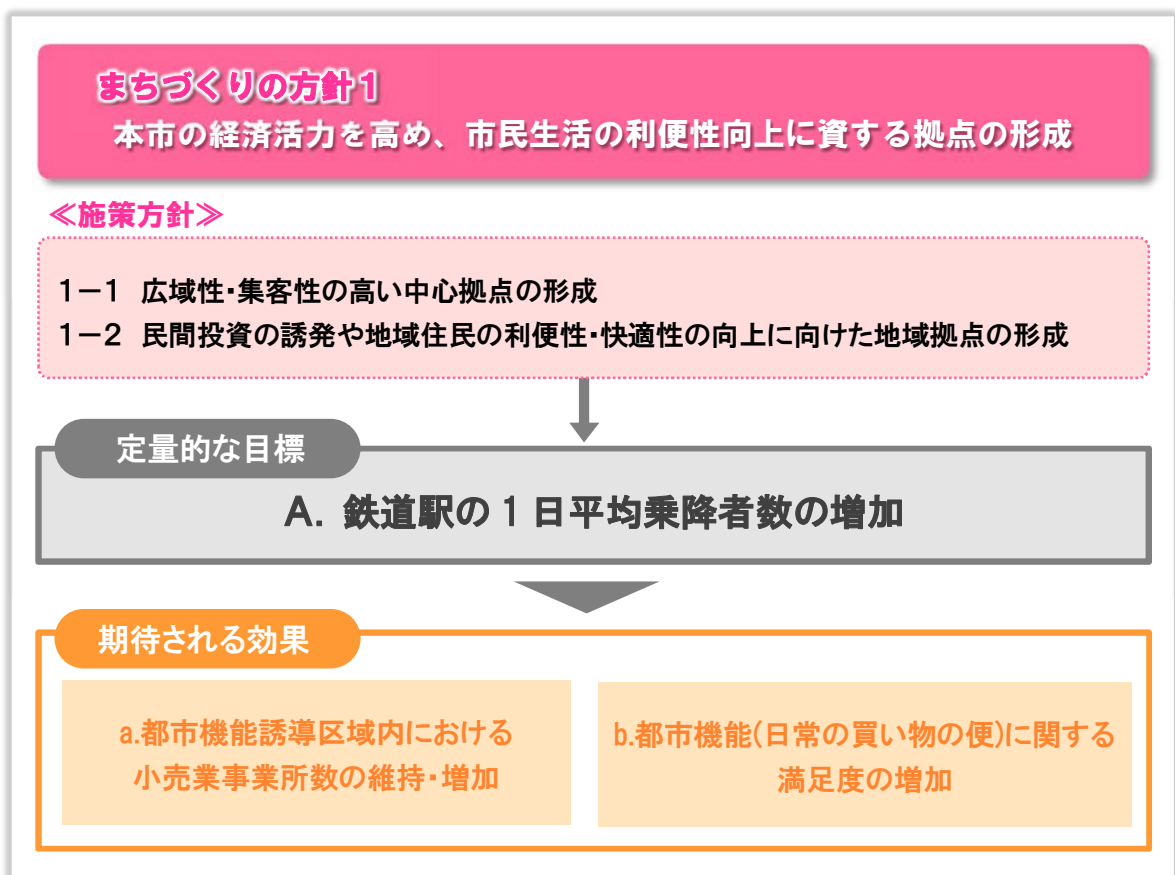 まちづくりの方針１
本市の経済活力を高め、市民生活の利便性向上に資する拠点の形成
≪施策方針≫
１－１ 広域性・集客性の高い中心拠点の形成
１－２ 民間投資の誘発や地域住民の利便性・快適性の向上に向けた地域拠点の形成
定量的な目標
A. 鉄道駅の１日平均乗降者数の増加
期待される効果
a.都市機能誘導区域内における
小売業事業所数の維持・増加
b.都市機能(日常の買い物の便)に関する
満足度の増加